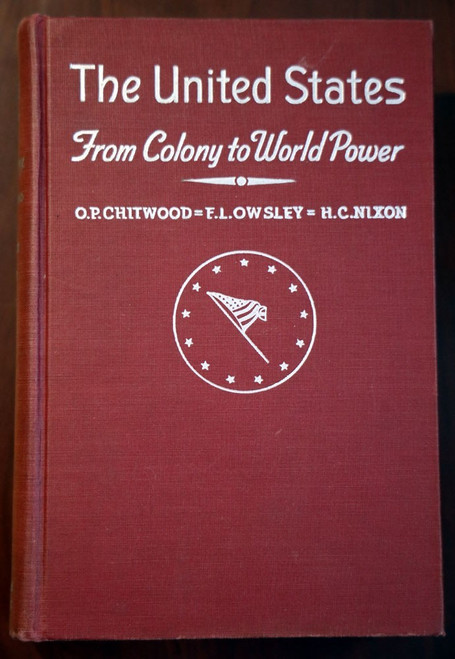 The United States
From Colony to World Power
O.P. CHITWOOD = F.L. OWSLEY = H.C. NIXON